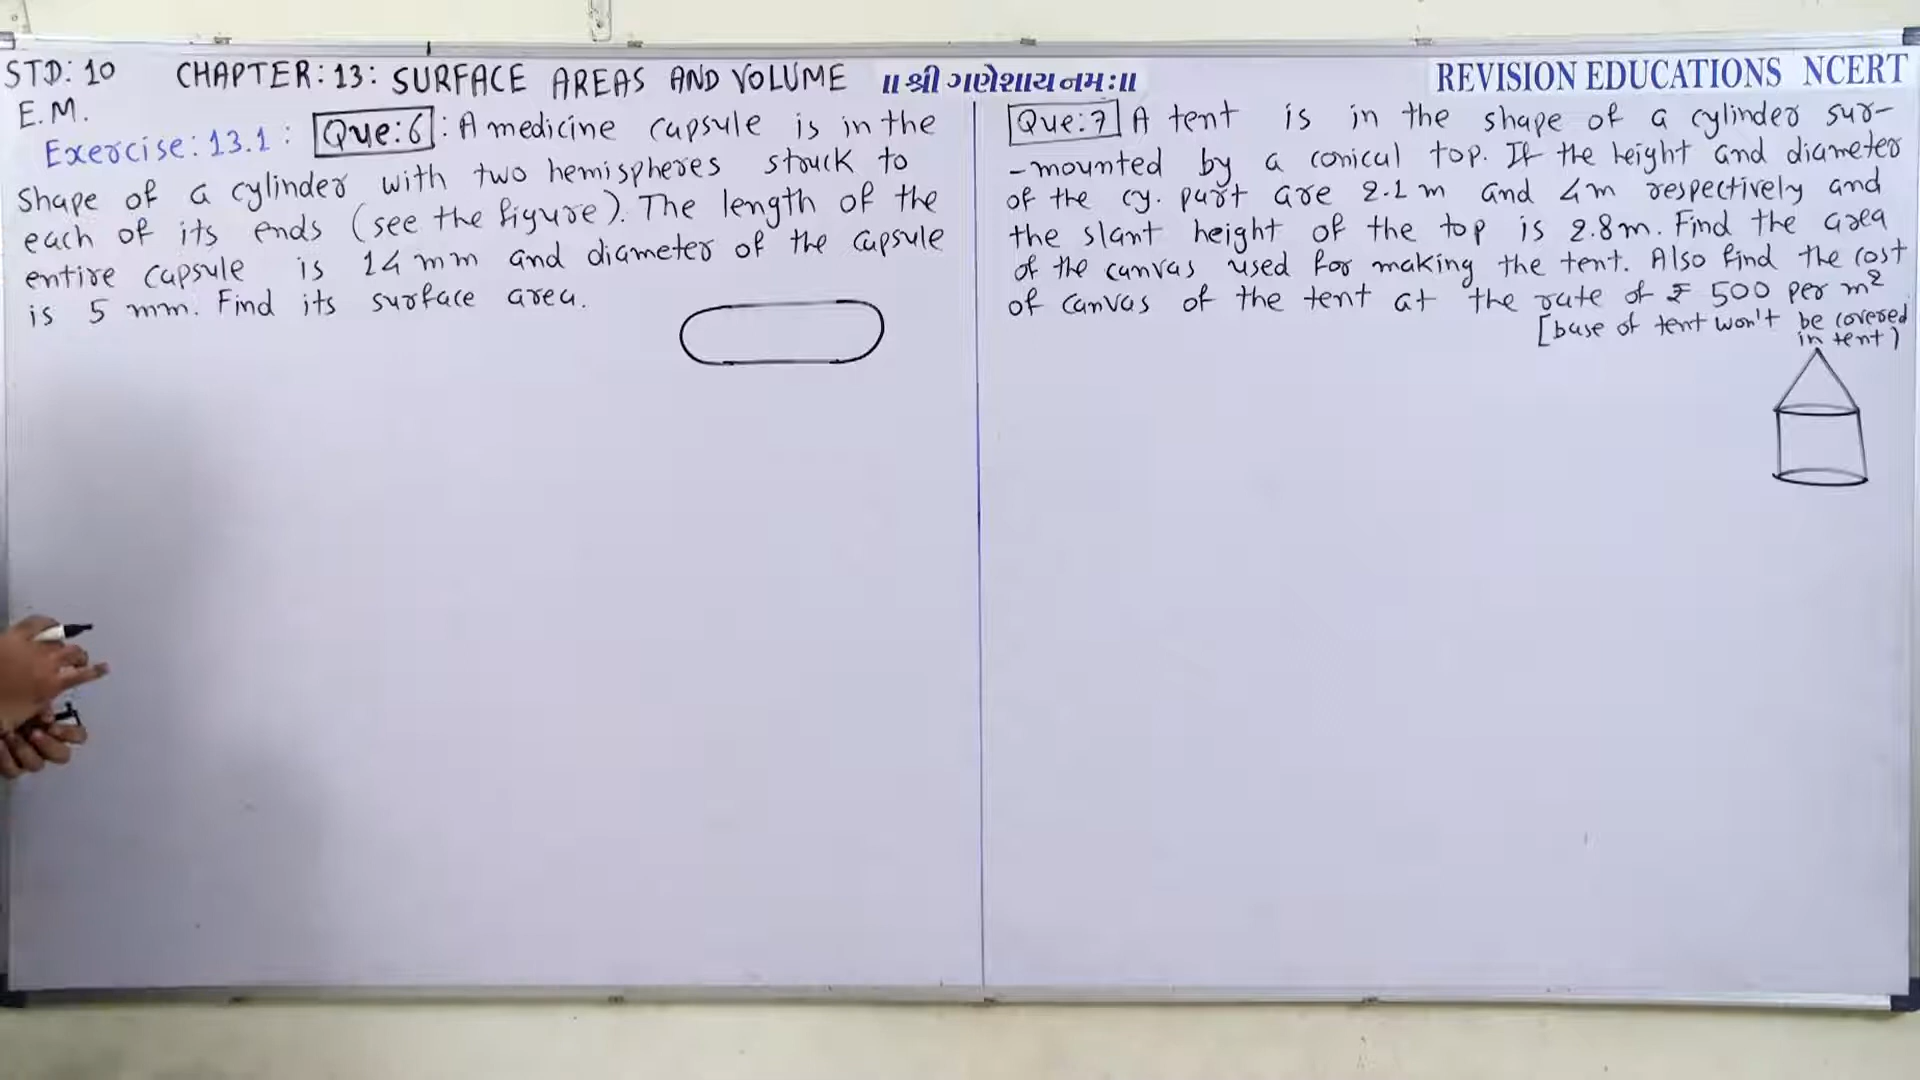 STD: 10 CHAPTER: 13: SURFACE AREAS AND VOLUME ॥ શ્રી ગણેશાય નમઃ ॥ REVISION EDUCATIONS NCERT
E.M.
Exercise: 13.1 : Que: 6 : A medicine capsule is in the
shape of a cylinder with two hemispheres struck to
each of its ends (see the figure). The length of the
entire capsule is 14 mm and diameter of the capsule
is 5 mm. Find its surface area.
Que: 7 A tent is in the shape of a cylinder sur-
-mounted by a conical top. If the height and diameter
of the cy. part are 2.1 m and 4m respectively and
the slant height of the top is 2.8m. Find the area
of the canvas used for making the tent. Also find the cost
of canvas of the tent at the rate of ₹ 500 per m²
[base of tent won't be covered
in tent)